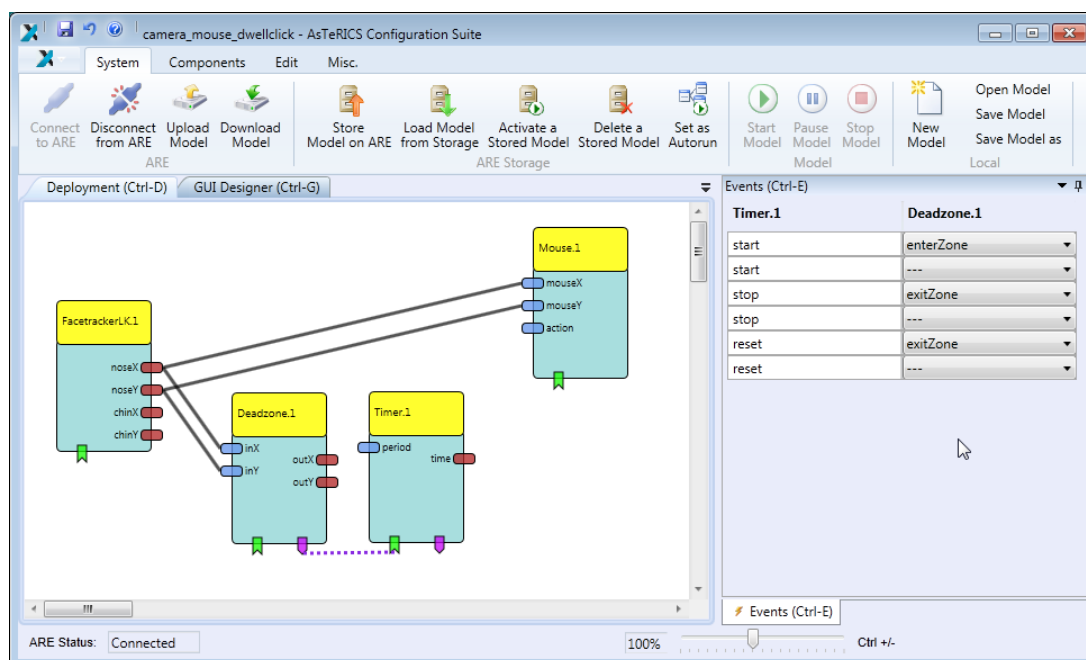 camera_mouse_dwellclick - AsTeRICS Configuration Suite
System Components Edit Misc.
Connect to ARE
Disconnect from ARE
Upload Model
Download Model
ARE
Store Model on ARE
Load Model from Storage
Activate a Stored Model
Delete a Stored Model
Set as Autorun
ARE Storage
Start Model
Pause Model
Stop Model
Model
New Model
Open Model
Save Model
Save Model as
Local
Deployment (Ctrl-D) GUI Designer (Ctrl-G)
FacetrackerLK.1
noseX
noseY
chinX
chinY
Deadzone.1
inX
inY
outX
outY
Timer.1
period
time
Mouse.1
mouseX
mouseY
action
Events (Ctrl-E)
Timer.1 Deadzone.1
start enterZone
start ---
stop exitZone
stop ---
reset exitZone
reset ---
Events (Ctrl-E)
ARE Status: Connected
100%
Ctrl +/-